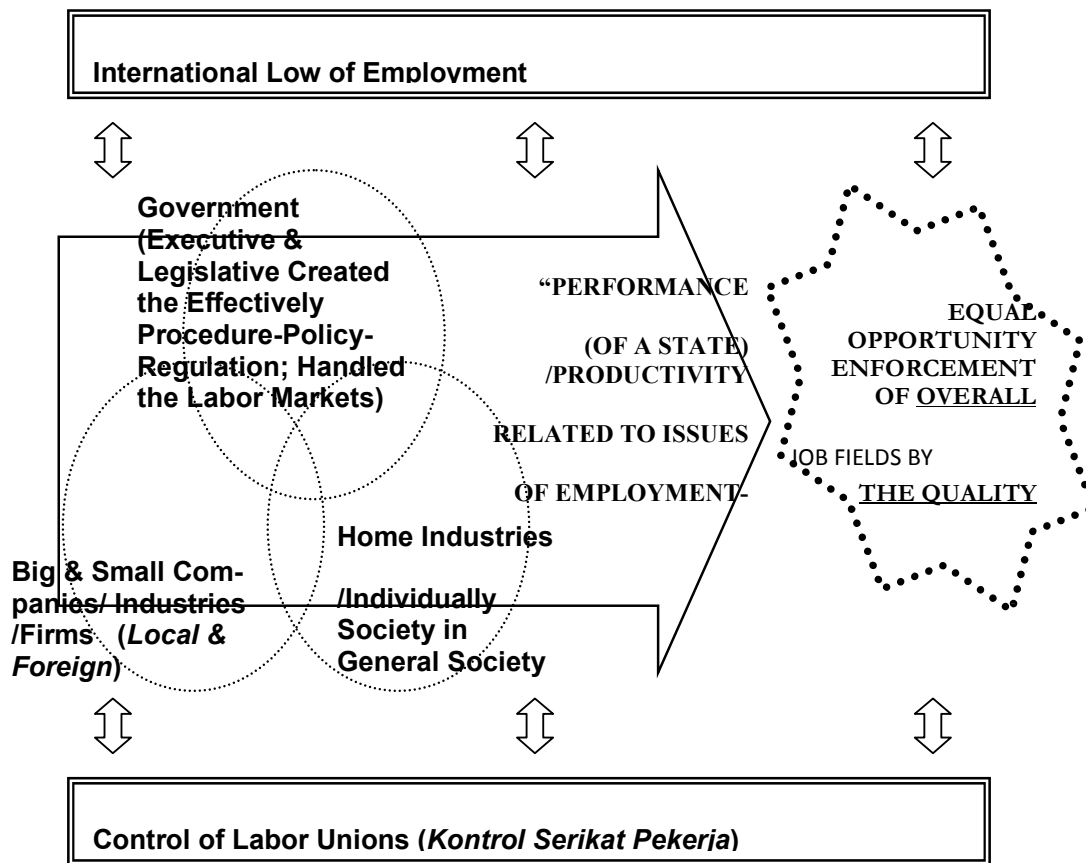 International Low of Employment
Government
(Executive &
Legislative Created
the Effectively
Procedure-Policy-
Regulation; Handled
the Labor Markets)
Big & Small Com-
panies/ Industries
/Firms (Local &
Foreign)
Home Industries
/Individually
Society in
General Society
“PERFORMANCE
(OF A STATE)
/PRODUCTIVITY
RELATED TO ISSUES
OF EMPLOYMENT-
EQUAL
OPPORTUNITY
ENFORCEMENT
OF OVERALL
JOB FIELDS BY
THE QUALITY
Control of Labor Unions (Kontrol Serikat Pekerja)